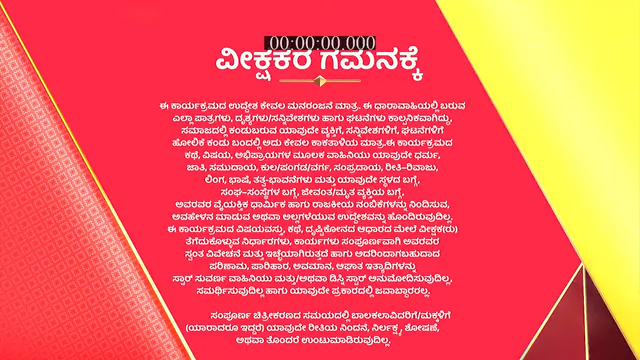 00:00:00.000
ವೀಕ್ಷಕರ ಗಮನಕ್ಕೆ
ಈ ಕಾರ್ಯಕ್ರಮದ ಉದ್ದೇಶ ಕೇವಲ ಮನರಂಜನೆ ಮಾತ್ರ. ಈ ಧಾರಾವಾಹಿಯಲ್ಲಿ ಬರುವ
ಎಲ್ಲಾ ಪಾತ್ರಗಳು, ದೃಶ್ಯಗಳು/ಸನ್ನಿವೇಶಗಳು ಹಾಗು ಘಟನೆಗಳು ಕಾಲ್ಪನಿಕವಾಗಿದ್ದು,
ಸಮಾಜದಲ್ಲಿ ಕಂಡುಬರುವ ಯಾವುದೇ ವ್ಯಕ್ತಿಗೆ, ಸನ್ನಿವೇಶಗಳಿಗೆ, ಘಟನೆಗಳಿಗೆ
ಹೋಲಿಕೆ ಕಂಡು ಬಂದಲ್ಲಿ ಅದು ಕೇವಲ ಕಾಕತಾಳಿಯ ಮಾತ್ರ.ಈ ಕಾರ್ಯಕ್ರಮದ
ಕಥೆ, ವಿಷಯ, ಅಭಿಪ್ರಾಯಗಳ ಮೂಲಕ ವಾಹಿನಿಯು ಯಾವುದೇ ಧರ್ಮ,
ಜಾತಿ, ಸಮುದಾಯ, ಕುಲ/ಪಂಗಡ/ವರ್ಗ, ಸಂಪ್ರದಾಯ, ರೀತಿ-ರಿವಾಜು,
ಲಿಂಗ, ಭಾಷೆ, ತತ್ವ-ಭಾವನೆಗಳು ಮತ್ತು ಯಾವುದೇ ಸ್ಥಳದ ಬಗ್ಗೆ,
ಸಂಘ-ಸಂಸ್ಥೆಗಳ ಬಗ್ಗೆ, ಜೀವಂತ/ಮೃತ ವ್ಯಕ್ತಿಯ ಬಗ್ಗೆ,
ಅವರವರ ವೈಯಕ್ತಿಕ ಧಾರ್ಮಿಕ ಹಾಗು ರಾಜಕೀಯ ನಂಬಿಕೆಗಳನ್ನು ನಿಂದಿಸುವ,
ಅವಹೇಳನ ಮಾಡುವ ಅಥವಾ ಅಲ್ಲಗಳೆಯುವ ಉದ್ದೇಶವನ್ನು ಹೊಂದಿರುವುದಿಲ್ಲ.
ಈ ಕಾರ್ಯಕ್ರಮದ ವಿಷಯವಸ್ತು, ಕಥೆ, ದೃಷ್ಟಿಕೋನದ ಆಧಾರದ ಮೇಲೆ ವೀಕ್ಷಕ(ರು)
ತೆಗೆದುಕೊಳ್ಳುವ ನಿರ್ಧಾರಗಳು, ಕಾರ್ಯಗಳು ಸಂಪೂರ್ಣವಾಗಿ ಅವರವರ
ಸ್ವಂತ ವಿವೇಚನೆ ಮತ್ತು ಇಚ್ಛೆಯಾಗಿರುತ್ತದೆ ಹಾಗು ಅದರಿಂದಾಗಬಹುದಾದ
ಪರಿಣಾಮ, ಪಾರಿಹಾರ, ಅವಮಾನ, ಆಘಾತ ಇತ್ಯಾದಿಗಳನ್ನು
ಸ್ಟಾರ್ ಸುವರ್ಣ ವಾಹಿನಿಯು ಮತ್ತು/ಅಥವಾ ಡಿಸ್ನಿ ಸ್ಟಾರ್ ಅನುಮೋದಿಸುವುದಿಲ್ಲ,
ಸಮರ್ಥಿಸುವುದಿಲ್ಲ ಹಾಗು ಯಾವುದೇ ಪ್ರಕಾರದಲ್ಲಿ ಜವಾಬ್ದಾರರಲ್ಲ.
ಸಂಪೂರ್ಣ ಚಿತ್ರೀಕರಣದ ಸಮಯದಲ್ಲಿ ಬಾಲಕಲಾವಿದರಿಗೆ/ಮಕ್ಕಳಿಗೆ
(ಯಾರಾದರೂ ಇದ್ದರೆ) ಯಾವುದೇ ರೀತಿಯ ನಿಂದನೆ, ನಿರ್ಲಕ್ಷ್ಯ, ಶೋಷಣೆ,
ಅಥವಾ ತೊಂದರೆ ಉಂಟುಮಾಡಿರುವುದಿಲ್ಲ.